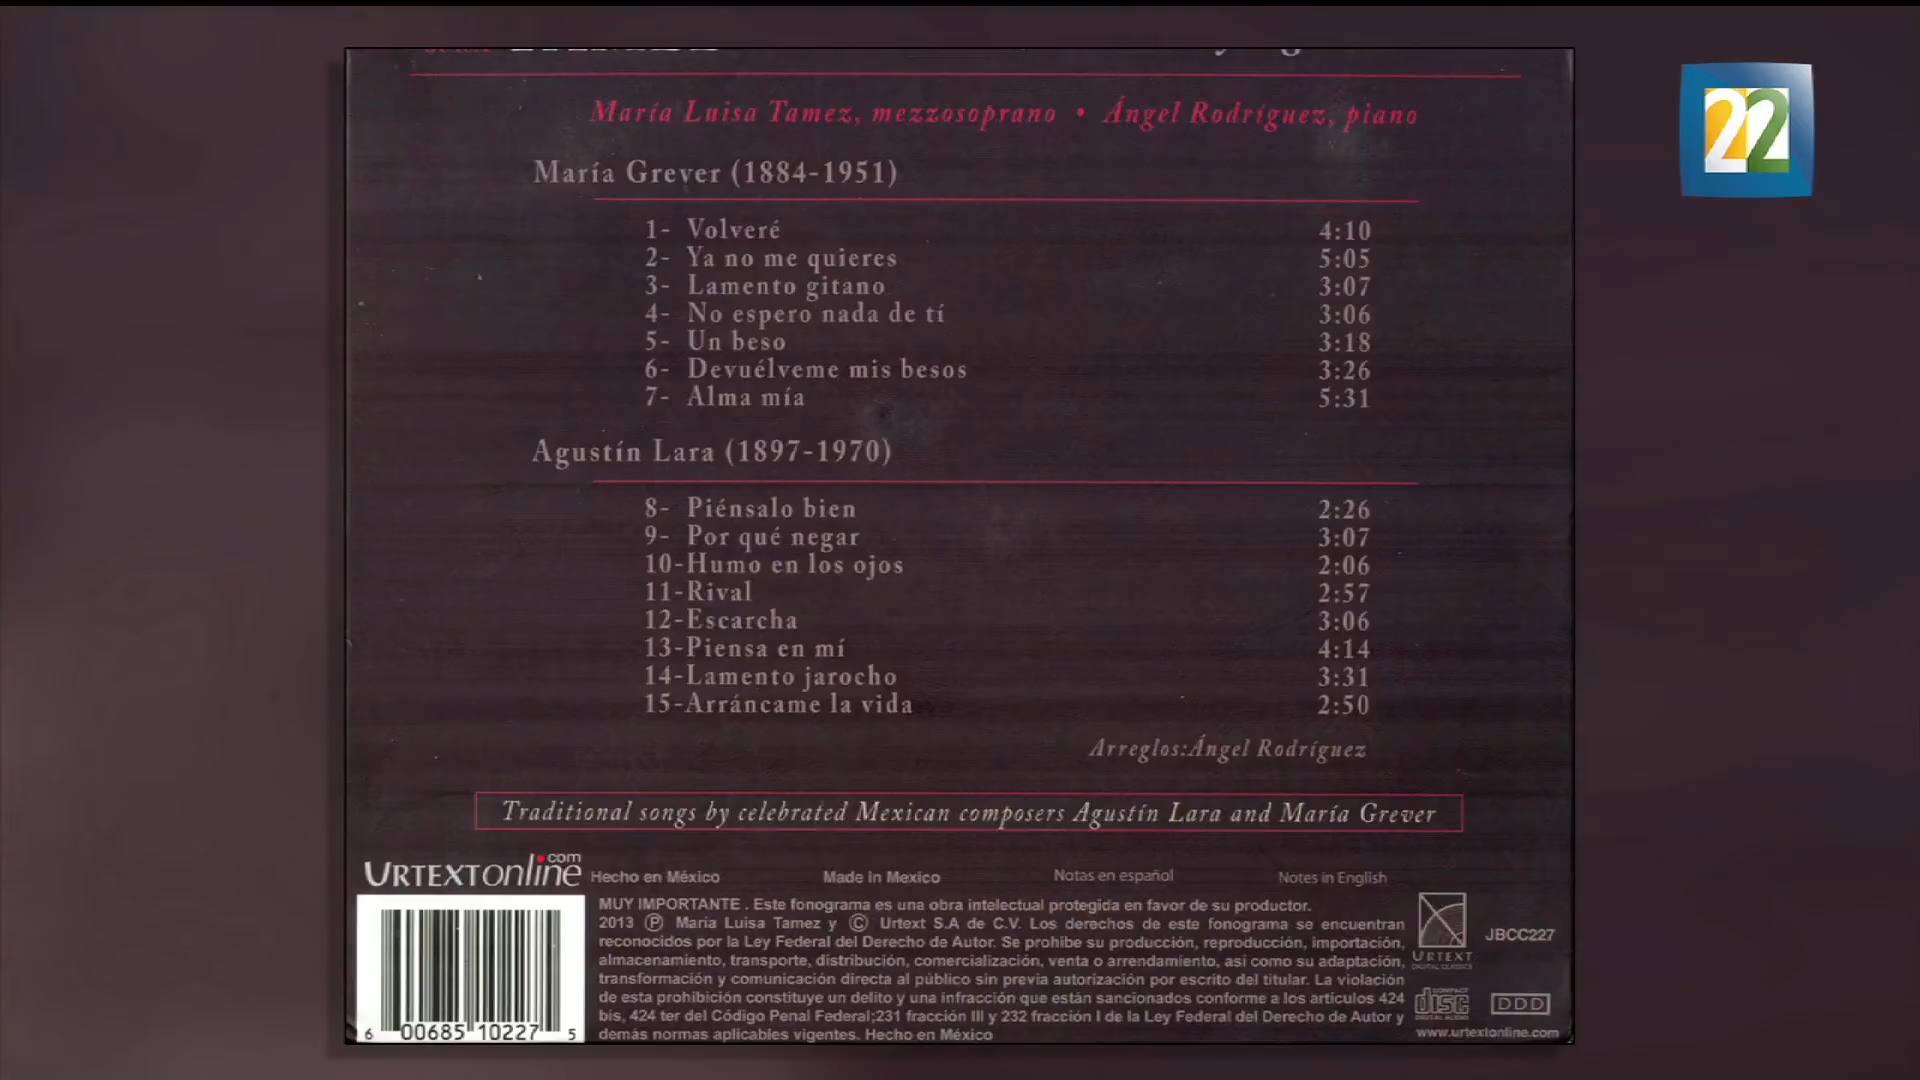 22
María Luisa Tamez, mezzosoprano • Ángel Rodríguez, piano
María Grever (1884-1951)
1- Volveré 4:10
2- Ya no me quieres 5:05
3- Lamento gitano 3:07
4- No espero nada de tí 3:06
5- Un beso 3:18
6- Devuélveme mis besos 3:26
7- Alma mía 5:31
Agustín Lara (1897-1970)
8- Piénsalo bien 2:26
9- Por qué negar 3:07
10-Humo en los ojos 2:06
11-Rival 2:57
12-Escarcha 3:06
13-Piensa en mí 4:14
14-Lamento jarocho 3:31
15-Arráncame la vida 2:50
Arreglos:Ángel Rodríguez
Traditional songs by celebrated Mexican composers Agustín Lara and María Grever
URTEXTonline.com Hecho en México Made In Mexico Notas en español Notes in English
MUY IMPORTANTE . Este fonograma es una obra intelectual protegida en favor de su productor.
2013 Ⓟ María Luisa Tamez y Ⓒ Urtext S.A de C.V. Los derechos de este fonograma se encuentran
reconocidos por la Ley Federal del Derecho de Autor. Se prohibe su producción, reproducción, importación,
almacenamiento, transporte, distribución, comercialización, venta o arrendamiento, asi como su adaptación,
transformación y comunicación directa al público sin previa autorización por escrito del titular. La violación
de esta prohibición constituye un delito y una infracción que están sancionados conforme a los artículos 424
bis, 424 ter del Código Penal Federal;231 fracción III y 232 fracción I de la Ley Federal del Derecho de Autor y
demás normas aplicables vigentes. Hecho en México
6 00685 10227 5
URTEXT
DIGITAL CLASSICS
JBCC227
COMPACT
disc
DIGITAL AUDIO
DDD
www.urtextonline.com